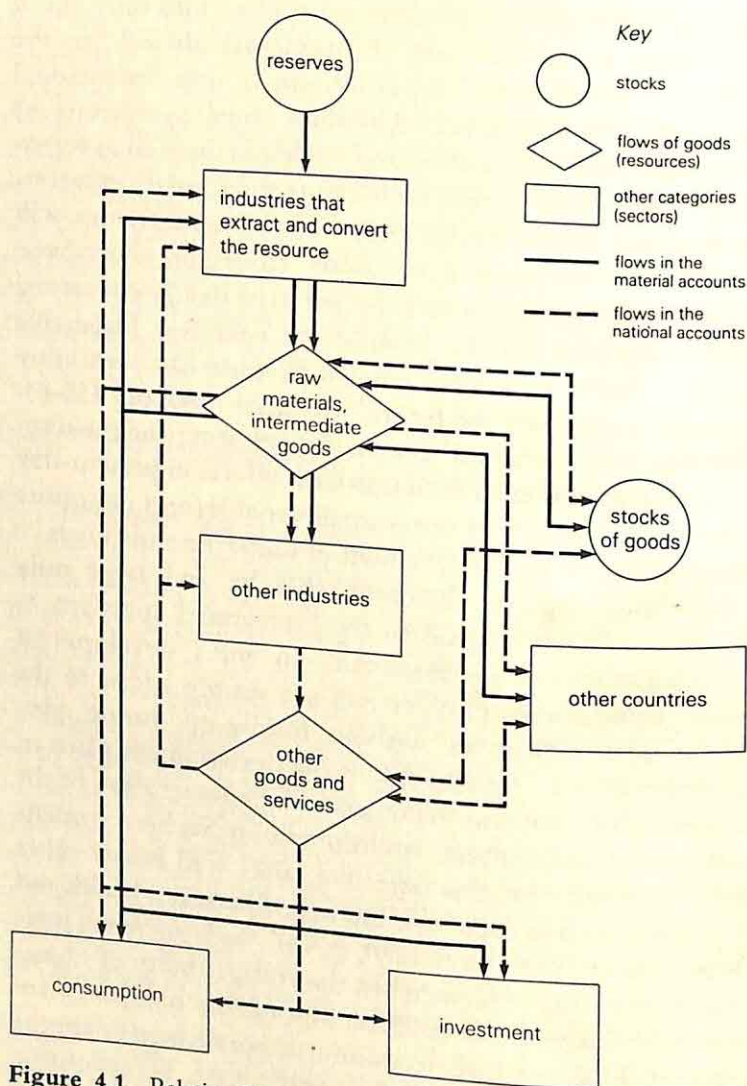 reserves
Key
stocks
flows of goods
(resources)
other categories
(sectors)
flows in the
material accounts
flows in the
national accounts
industries that
extract and convert
the resource
raw
materials,
intermediate
goods
stocks
of goods
other industries
other countries
other
goods and
services
consumption
investment
Figure 4.1